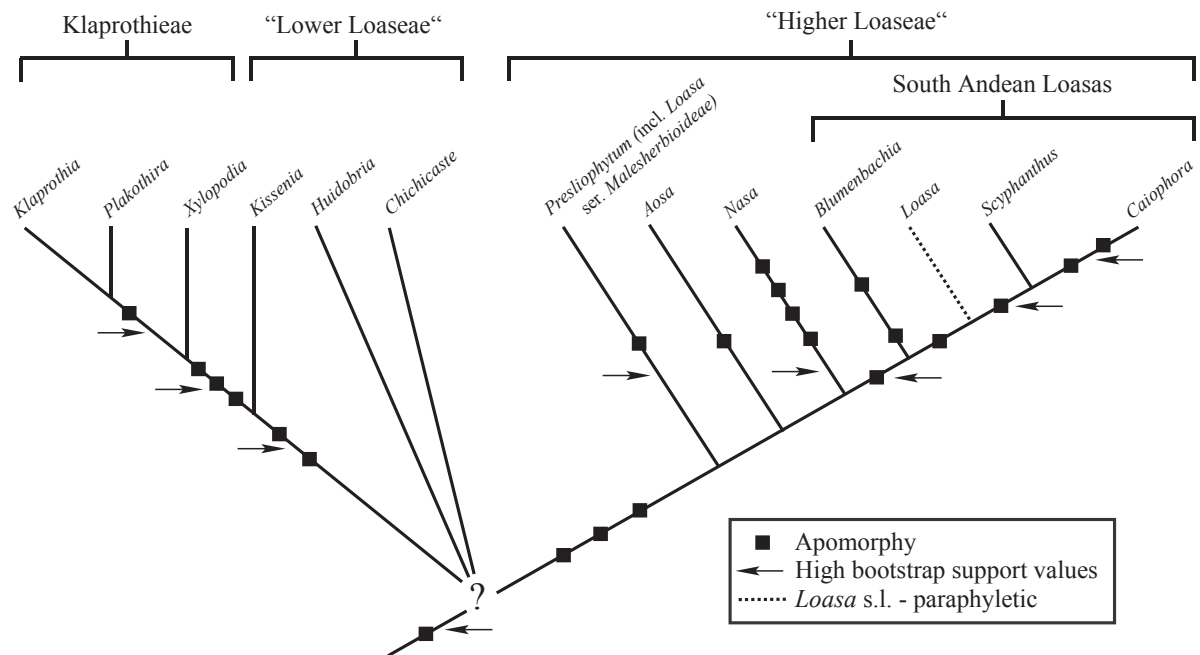 Klaprothieae
“Lower Loaseae“
“Higher Loaseae“
South Andean Loasas
Klaprothia
Plakothira
Xylopodia
Kissenia
Huidobria
Chichicaste
Presliophytum (incl. Loasa
ser. Malesherbioideae)
Aosa
Nasa
Blumenbachia
Loasa
Scyphanthus
Caiophora
?
Apomorphy
High bootstrap support values
Loasa s.l. - paraphyletic